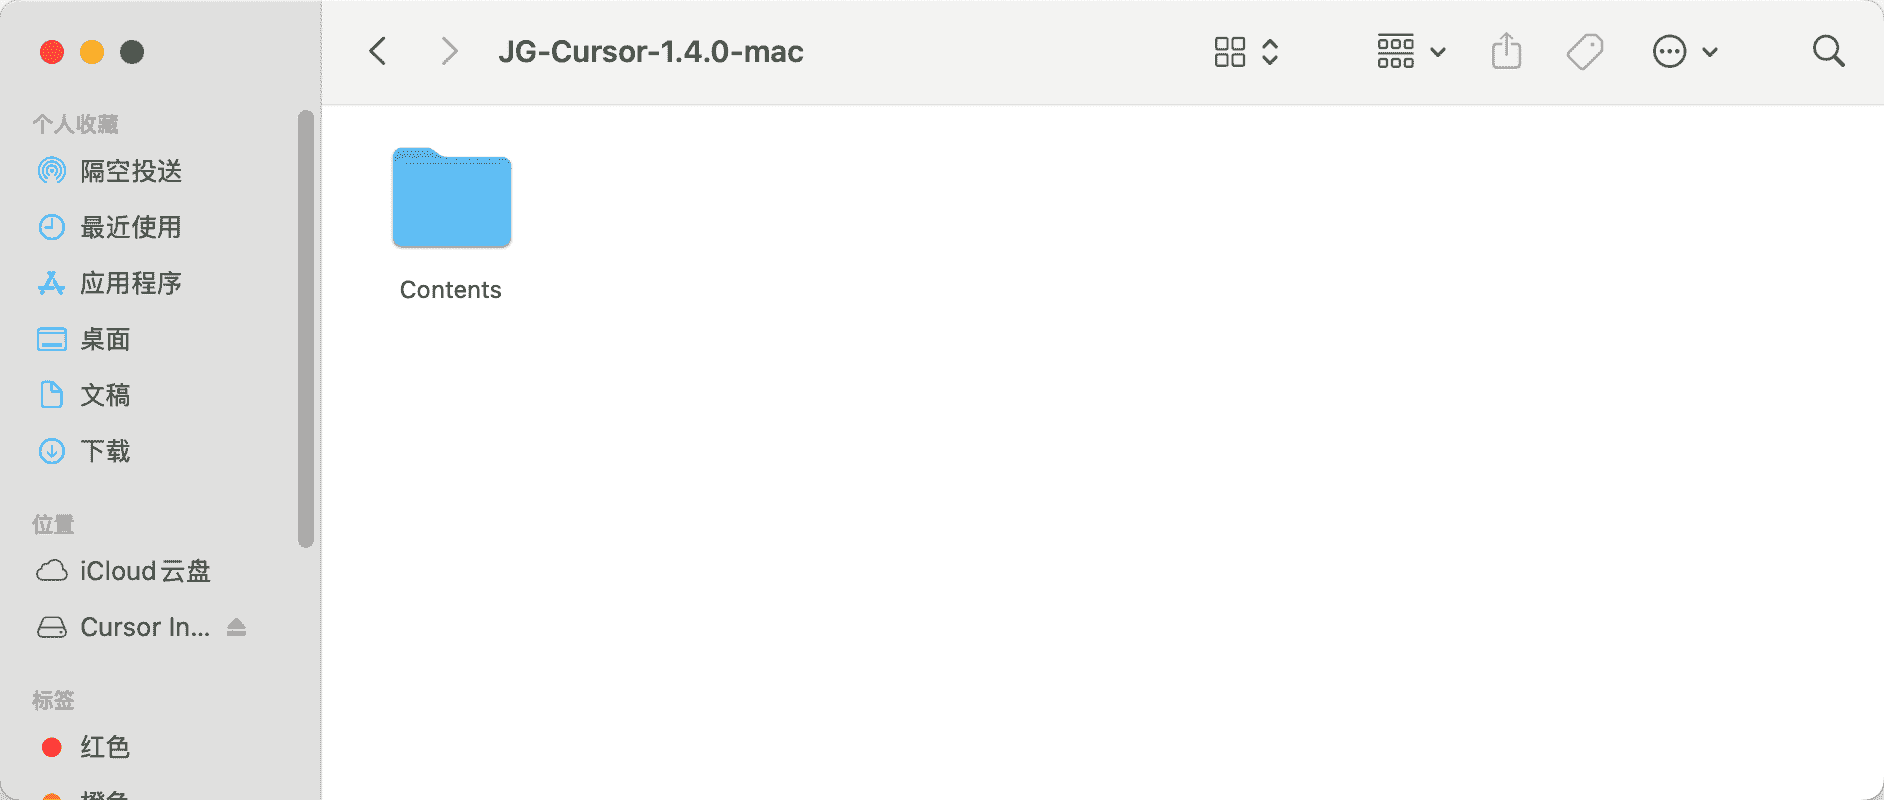 JG-Cursor-1.4.0-mac
个人收藏
隔空投送
最近使用
应用程序
桌面
文稿
下载
位置
iCloud云盘
Cursor In...
标签
红色
橙色
Contents